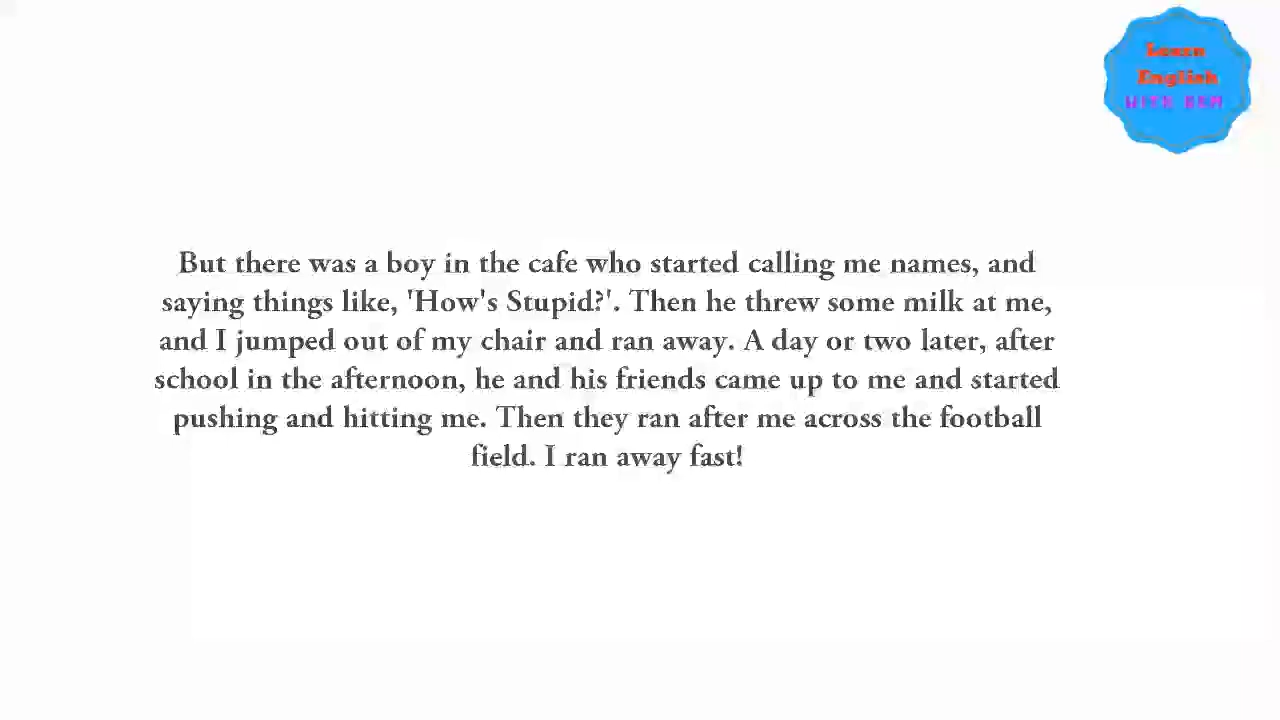 Learn
English
WITH BEN
But there was a boy in the cafe who started calling me names, and
saying things like, 'How's Stupid?'. Then he threw some milk at me,
and I jumped out of my chair and ran away. A day or two later, after
school in the afternoon, he and his friends came up to me and started
pushing and hitting me. Then they ran after me across the football
field. I ran away fast!